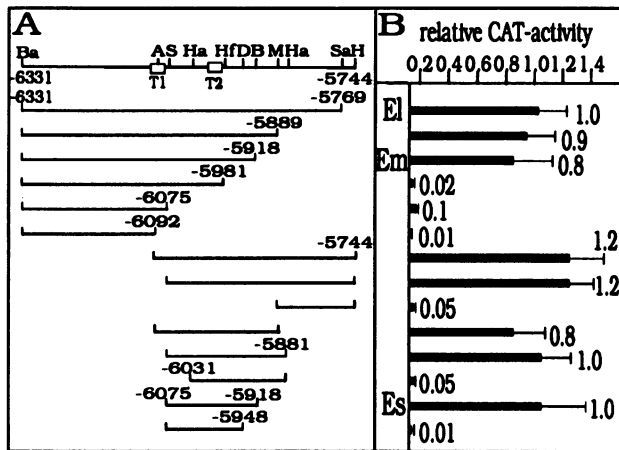 A
Ba AS Ha HfDB MHa SaH
T1 T2
-6331 -5744
-6331 -5769
-5889
-5918
-5981
-6075
-6092
-5744
-5881
-6031
-6075 -5918
-5948
B relative CAT-activity
0,2 0,4 0,6 0,8 1,0 1,2 1,4
El 1.0
0.9
Em 0.8
0.02
0.1
0.01
1.2
1.2
0.05
0.8
1.0
0.05
Es 1.0
0.01